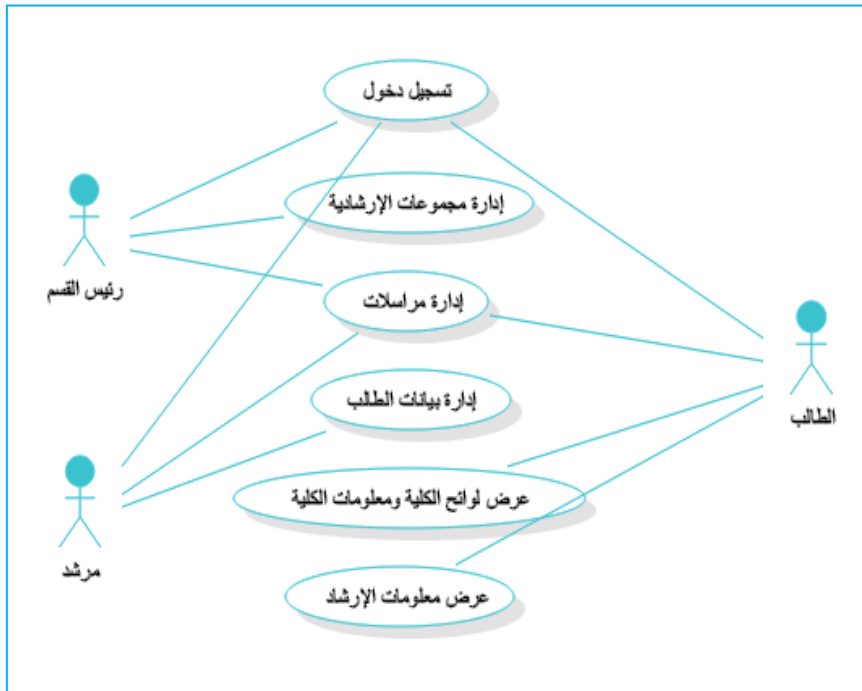 تسجيل دخول
إدارة مجموعات الإرشادية
رئيس القسم
إدارة مراسلات
إدارة بيانات الطالب
الطالب
عرض لوائح الكلية ومعلومات الكلية
مرشد
عرض معلومات الإرشاد